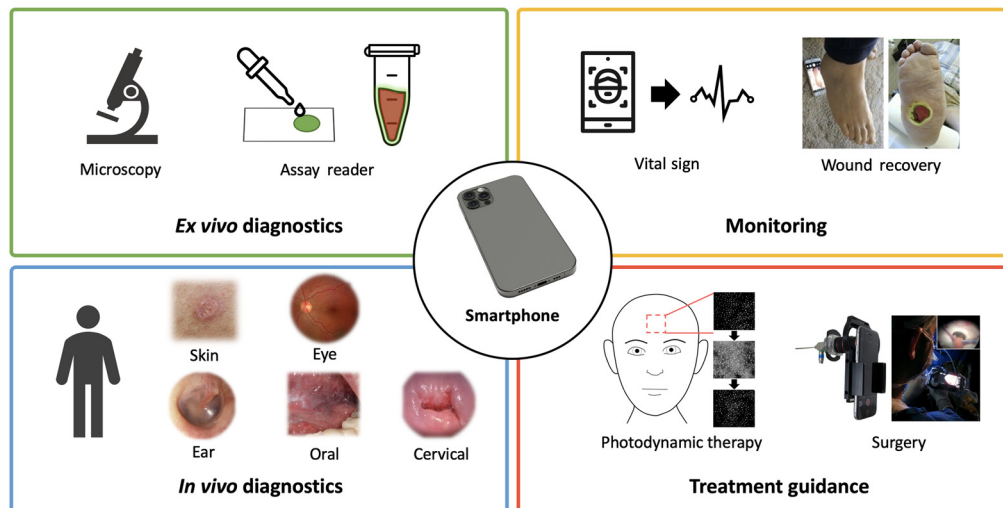 Microscopy
Assay reader
Ex vivo diagnostics
Vital sign
Wound recovery
Monitoring
Smartphone
Skin
Eye
Ear
Oral
Cervical
In vivo diagnostics
Photodynamic therapy
Surgery
Treatment guidance